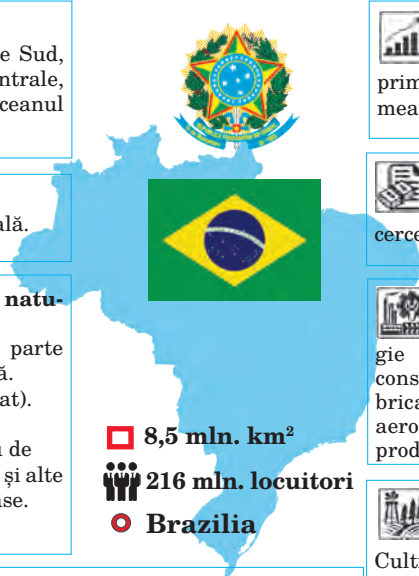 e Sud,
ntrale,
ceanul
ală.
natu-
parte
ă.
at).
de
și alte
se.
8,5 mln. km²
216 mln. locuitori
Brazilia
prim
mea
cerce
gie
cons
brica
aero
prod
Culti